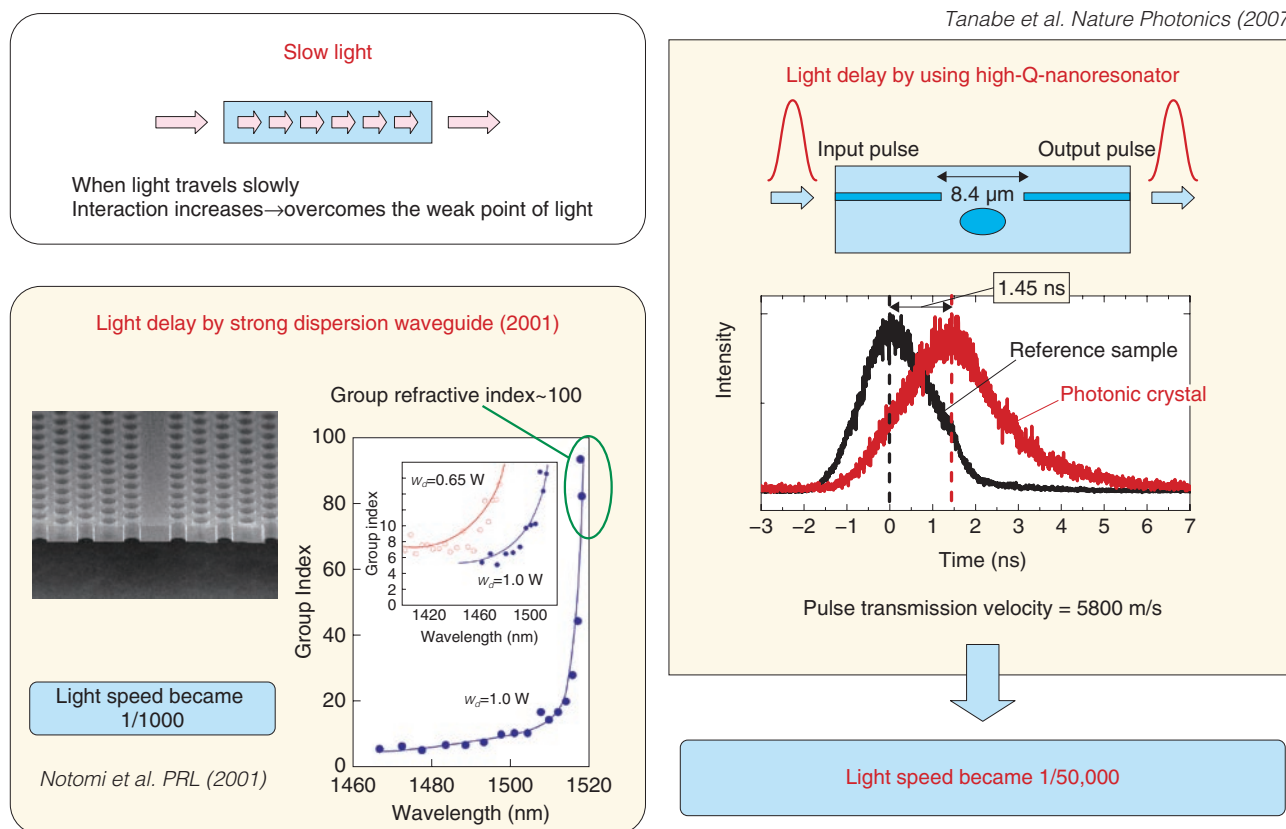 Slow light
When light travels slowly
Interaction increases→overcomes the weak point of light
Light delay by strong dispersion waveguide (2001)
Group refractive index~100
Group Index
100
80
60
40
20
0
1460
1480
1500
1520
Wavelength (nm)
w_d=1.0 W
Group index
10
8
6
4
2
0
1420
1460
1500
Wavelength (nm)
w_d=0.65 W
w_d=1.0 W
Light speed became
1/1000
Notomi et al. PRL (2001)
Tanabe et al. Nature Photonics (2007
Light delay by using high-Q-nanoresonator
Input pulse
Output pulse
8.4 µm
1.45 ns
Intensity
Reference sample
Photonic crystal
−3
−2
−1
0
1
2
3
4
5
6
7
Time (ns)
Pulse transmission velocity = 5800 m/s
Light speed became 1/50,000